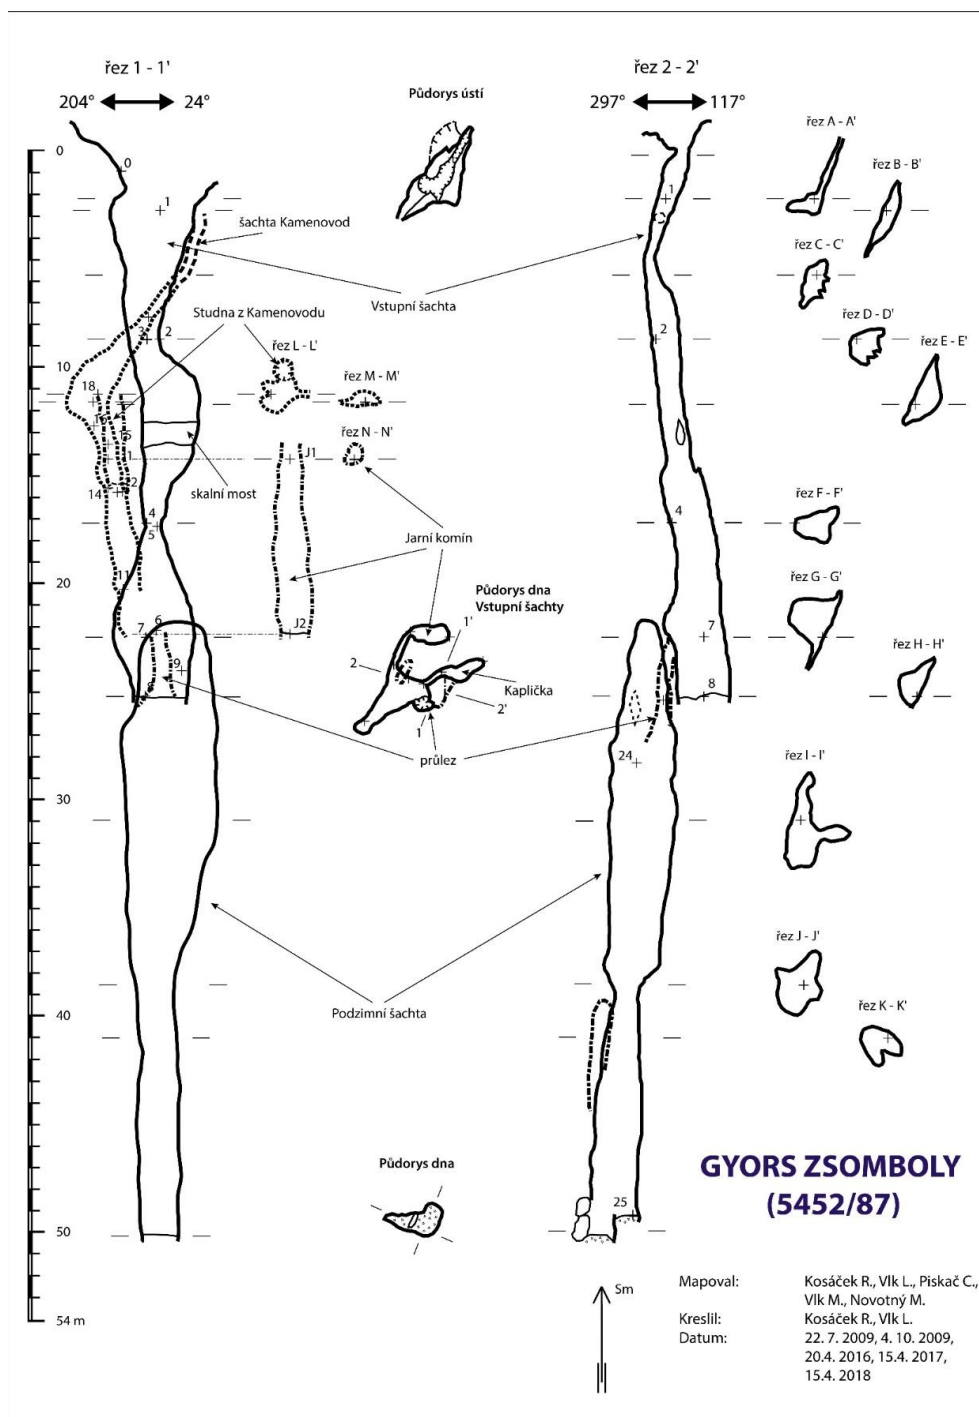 řez 1 - 1'
204°
24°
Půdorys ústí
řez 2 - 2'
297°
117°
řez A - A'
řez B - B'
řez C - C'
řez D - D'
řez E - E'
0
0
1
1
šachta Kamenovod
Vstupní šachta
Studna z Kamenovodu
3
2
2
řez L - L'
řez M - M'
10
18
15
1
J1
řez N - N'
skalní most
14
2
4
5
4
řez F - F'
Jarní komín
20
11
Půdorys dna
Vstupní šachty
řez G - G'
6
7
J2
1'
7
řez H - H'
9
2
Kaplička
8
2'
1
průlez
24
řez I - I'
30
řez J - J'
40
Podzimní šachta
řez K - K'
Půdorys dna
GYORS ZSOMBOLY
(5452/87)
25
50
54 m
Sm
Mapoval: Kosáček R., Vlk L., Piskač C.,
Vlk M., Novotný M.
Kreslil: Kosáček R., Vlk L.
Datum: 22. 7. 2009, 4. 10. 2009,
20.4. 2016, 15.4. 2017,
15.4. 2018